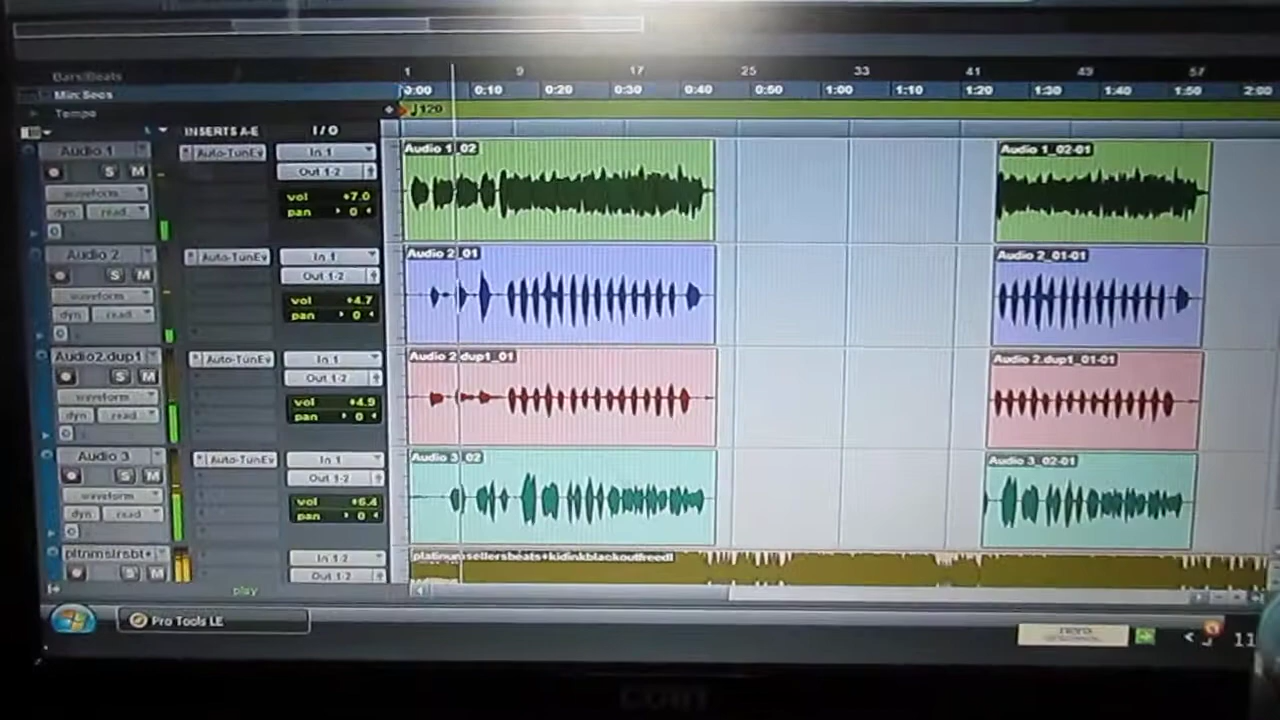 Bars/Beats 1 9 17 25 33 41 49 57
Min:Secs 0:00 0:10 0:20 0:30 0:40 0:50 1:00 1:10 1:20 1:30 1:40 1:50 2:00
Tempo 120
INSERTS A-E I/O
Audio 1 Auto-TunEv In 1 Audio 1_02 Audio 1_02-01
S M Out 1-2
waveform vol +7.0
dyn read pan 0
Audio 2 Auto-TunEv In 1 Audio 2_01 Audio 2_01-01
S M Out 1-2
waveform vol +4.7
dyn read pan 0
Audio2.dup1 Auto-TunEv In 1 Audio 2.dup1_01 Audio 2.dup1_01-01
S M Out 1-2
waveform vol +4.9
dyn read pan 0
Audio 3 Auto-TunEv In 1 Audio 3_02 Audio 3_02-01
S M Out 1-2
waveform vol +6.4
dyn read pan 0
pltnmslrsbt+ In 1-2 platinumsellersbeats+kidinkblackoutfreedl
S M Out 1-2
play
Pro Tools LE
nero
11